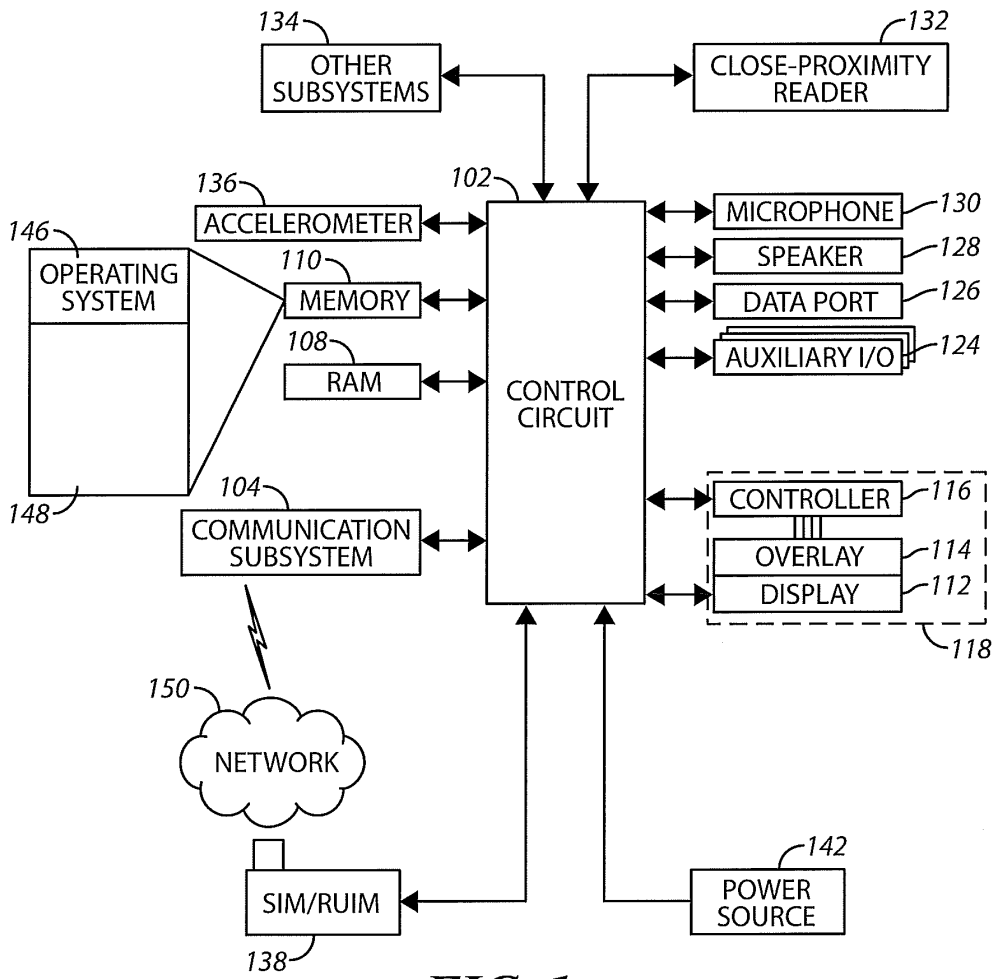 134
132
OTHER
SUBSYSTEMS
CLOSE-PROXIMITY
READER
102
136
ACCELEROMETER
MICROPHONE
130
146
OPERATING
SYSTEM
110
MEMORY
SPEAKER
128
DATA PORT
126
108
RAM
AUXILIARY I/O
124
CONTROL
CIRCUIT
148
104
COMMUNICATION
SUBSYSTEM
CONTROLLER
116
OVERLAY
114
DISPLAY
112
118
150
NETWORK
142
SIM/RUIM
POWER
SOURCE
138